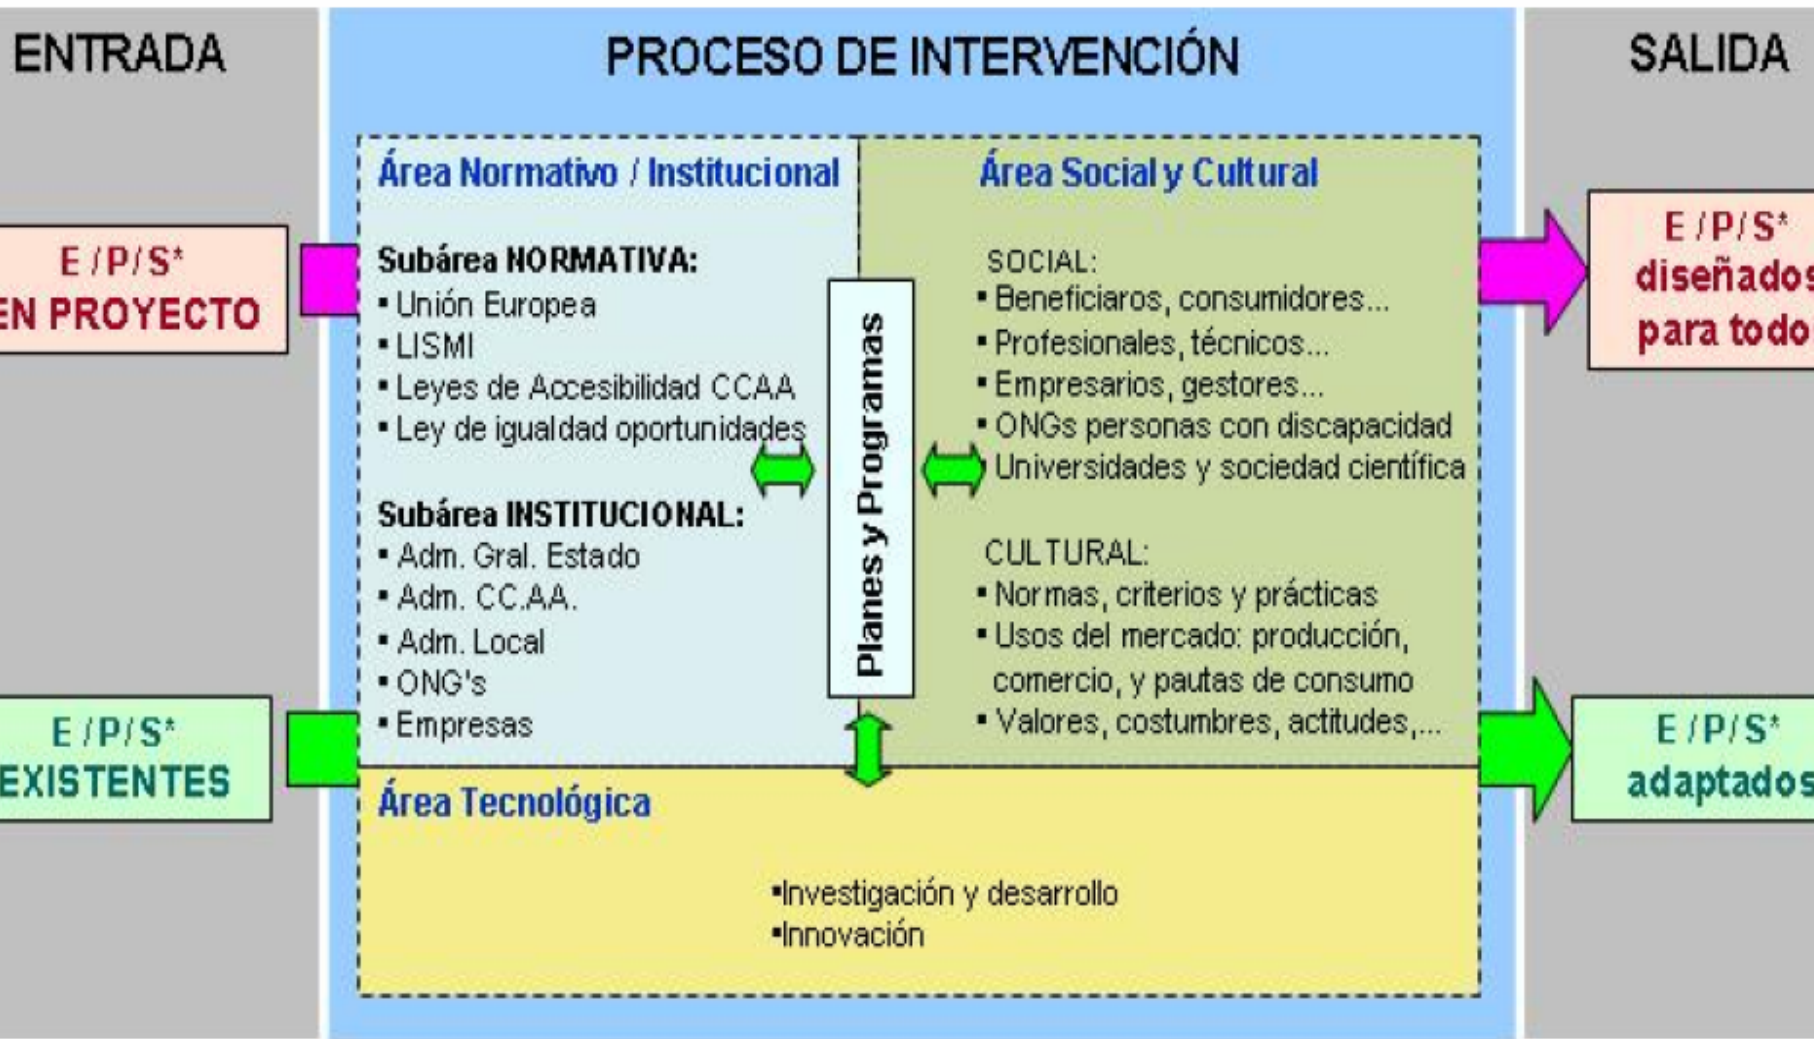 ENTRADA
E / P / S*
EN PROYECTO
E / P / S*
EXISTENTES
PROCESO DE INTERVENCIÓN
Área Normativo / Institucional
Subárea NORMATIVA:
▪ Unión Europea
▪ LISMI
▪ Leyes de Accesibilidad CCAA
▪ Ley de igualdad oportunidades
Subárea INSTITUCIONAL:
▪ Adm. Gral. Estado
▪ Adm. CC.AA.
▪ Adm. Local
▪ ONG's
▪ Empresas
Planes y Programas
Área Social y Cultural
SOCIAL:
▪ Beneficiaros, consumidores...
▪ Profesionales, técnicos...
▪ Empresarios, gestores...
▪ ONGs personas con discapacidad
▪ Universidades y sociedad científica
CULTURAL:
▪ Normas, criterios y prácticas
▪ Usos del mercado: producción,
comercio, y pautas de consumo
▪ Valores, costumbres, actitudes,...
Área Tecnológica
▪Investigación y desarrollo
▪Innovación
SALIDA
E / P / S*
diseñados
para todo
E / P / S*
adaptados